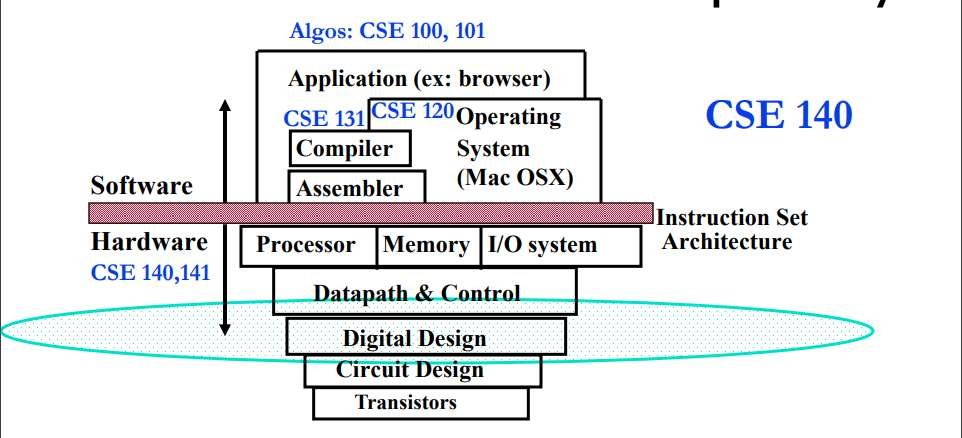 Algos: CSE 100, 101
Application (ex: browser)
CSE 131
CSE 120
Operating
System
(Mac OSX)
CSE 140
Compiler
Assembler
Software
Instruction Set
Architecture
Hardware
CSE 140,141
Processor
Memory
I/O system
Datapath & Control
Digital Design
Circuit Design
Transistors